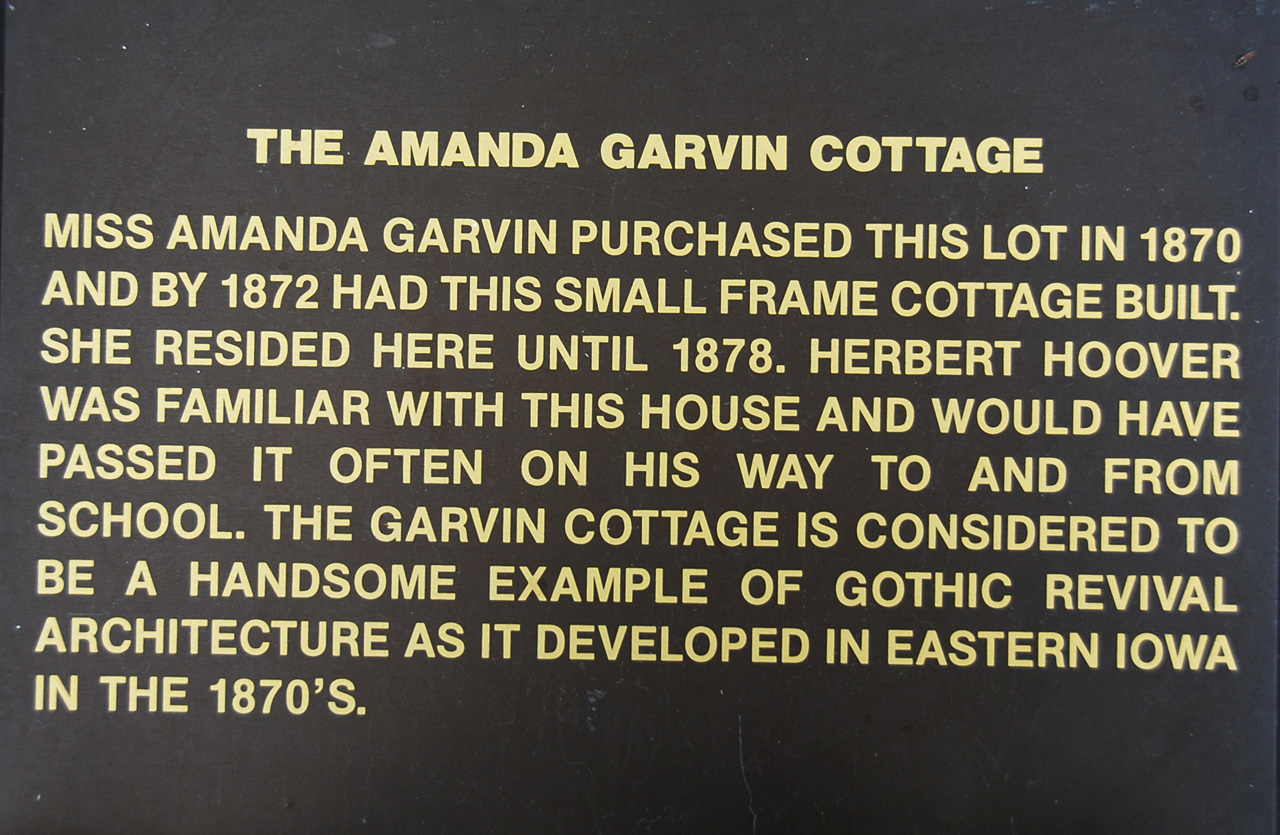 THE AMANDA GARVIN COTTAGE
MISS AMANDA GARVIN PURCHASED THIS LOT IN 1870
AND BY 1872 HAD THIS SMALL FRAME COTTAGE BUILT.
SHE RESIDED HERE UNTIL 1878. HERBERT HOOVER
WAS FAMILIAR WITH THIS HOUSE AND WOULD HAVE
PASSED IT OFTEN ON HIS WAY TO AND FROM
SCHOOL. THE GARVIN COTTAGE IS CONSIDERED TO
BE A HANDSOME EXAMPLE OF GOTHIC REVIVAL
ARCHITECTURE AS IT DEVELOPED IN EASTERN IOWA
IN THE 1870’S.